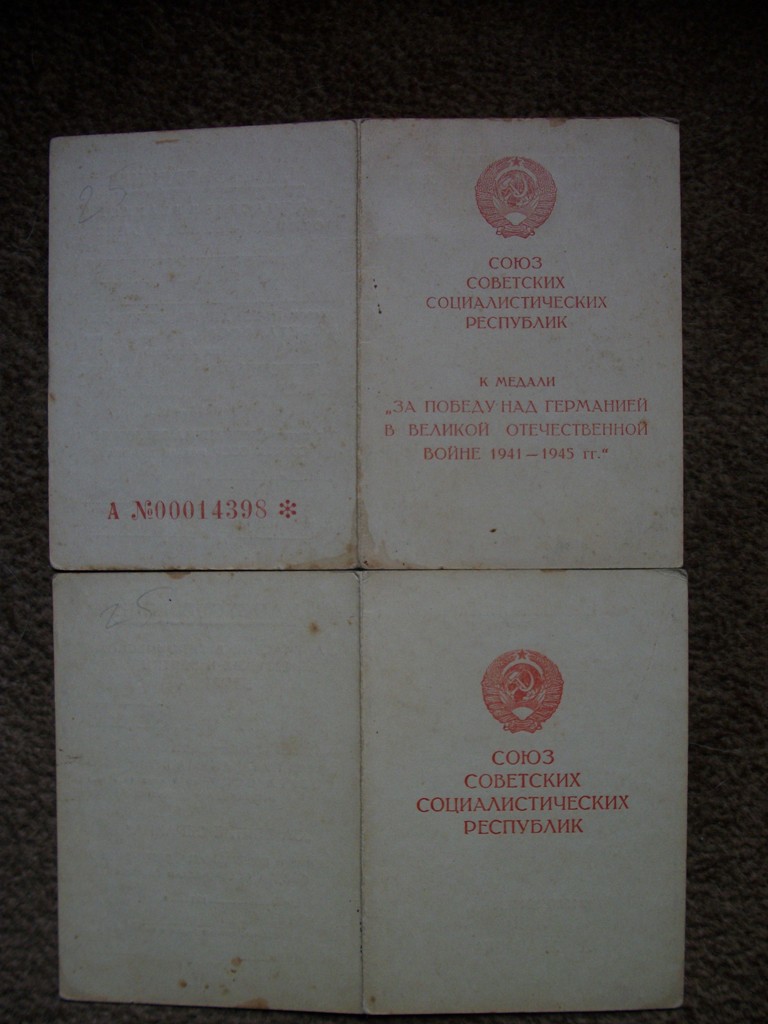 25
СОЮЗ
СОВЕТСКИХ
СОЦИАЛИСТИЧЕСКИХ
РЕСПУБЛИК
К МЕДАЛИ
„ЗА ПОБЕДУ НАД ГЕРМАНИЕЙ
В ВЕЛИКОЙ ОТЕЧЕСТВЕННОЙ
ВОЙНЕ 1941 — 1945 гг.“
А №00014398 *
25
СОЮЗ
СОВЕТСКИХ
СОЦИАЛИСТИЧЕСКИХ
РЕСПУБЛИК